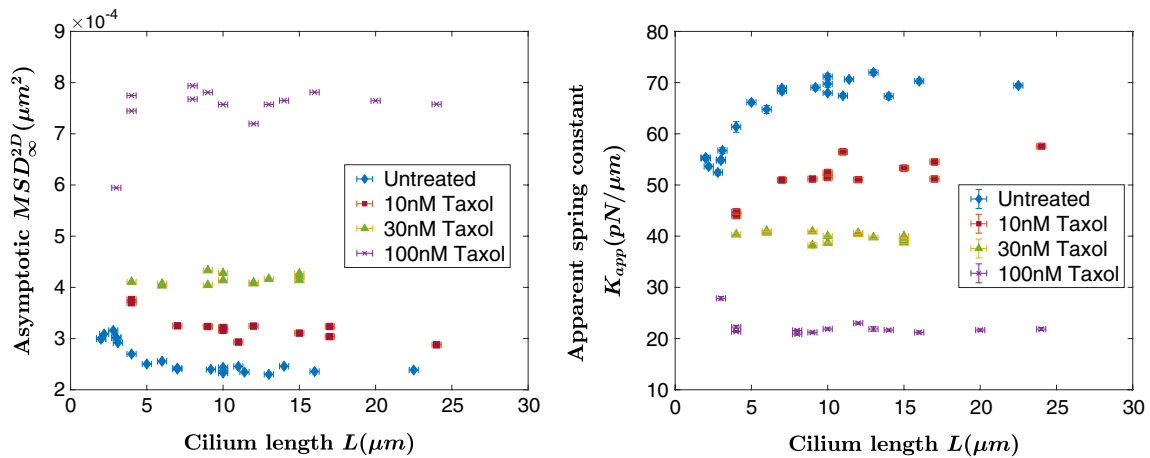 ×10⁻⁴
9
8
7
6
5
4
3
2
0 5 10 15 20 25 30
Asymptotic MSD^{2D}_∞(μm²)
Cilium length L(μm)
Untreated
10nM Taxol
30nM Taxol
100nM Taxol
80
70
60
50
40
30
20
10
0 5 10 15 20 25 30
Apparent spring constant
K_{app}(pN/μm)
Cilium length L(μm)
Untreated
10nM Taxol
30nM Taxol
100nM Taxol